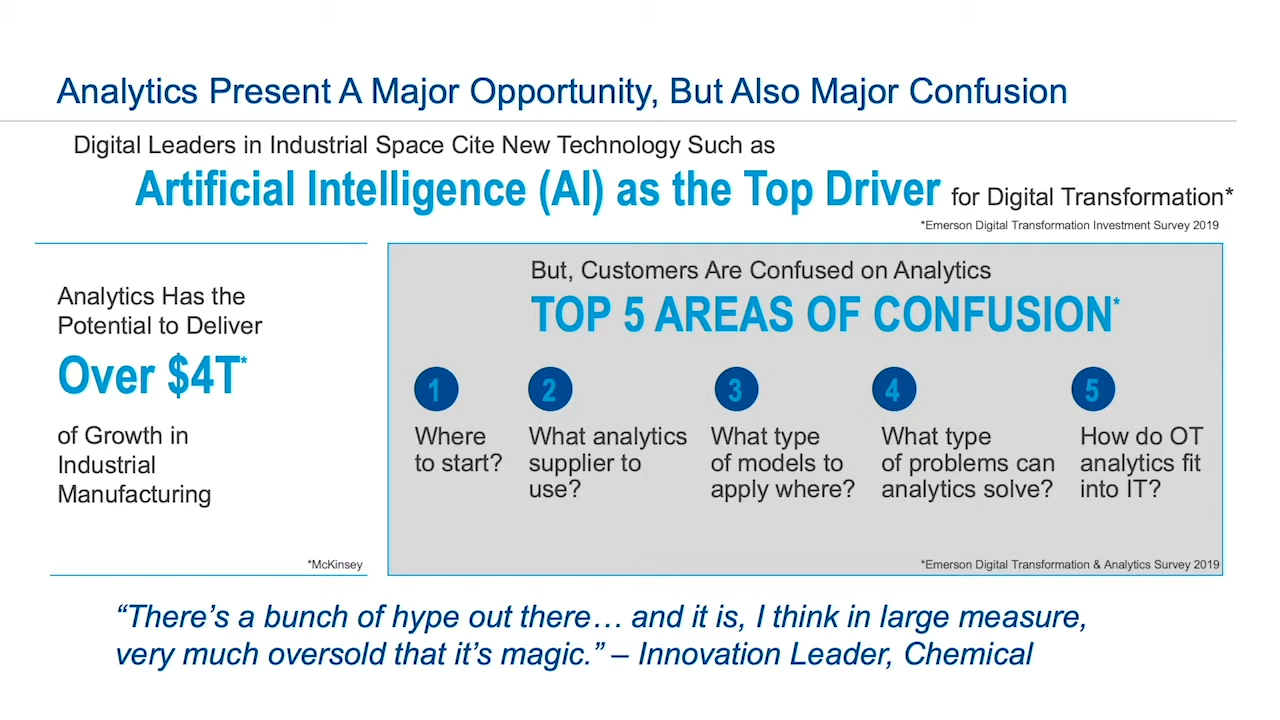 Analytics Present A Major Opportunity, But Also Major Confusion
Digital Leaders in Industrial Space Cite New Technology Such as
Artificial Intelligence (AI) as the Top Driver for Digital Transformation*
*Emerson Digital Transformation Investment Survey 2019
Analytics Has the
Potential to Deliver
Over $4T*
of Growth in
Industrial
Manufacturing
*McKinsey
But, Customers Are Confused on Analytics
TOP 5 AREAS OF CONFUSION*
1
Where
to start?
2
What analytics
supplier to
use?
3
What type
of models to
apply where?
4
What type
of problems can
analytics solve?
5
How do OT
analytics fit
into IT?
*Emerson Digital Transformation & Analytics Survey 2019
“There’s a bunch of hype out there… and it is, I think in large measure,
very much oversold that it’s magic.” – Innovation Leader, Chemical